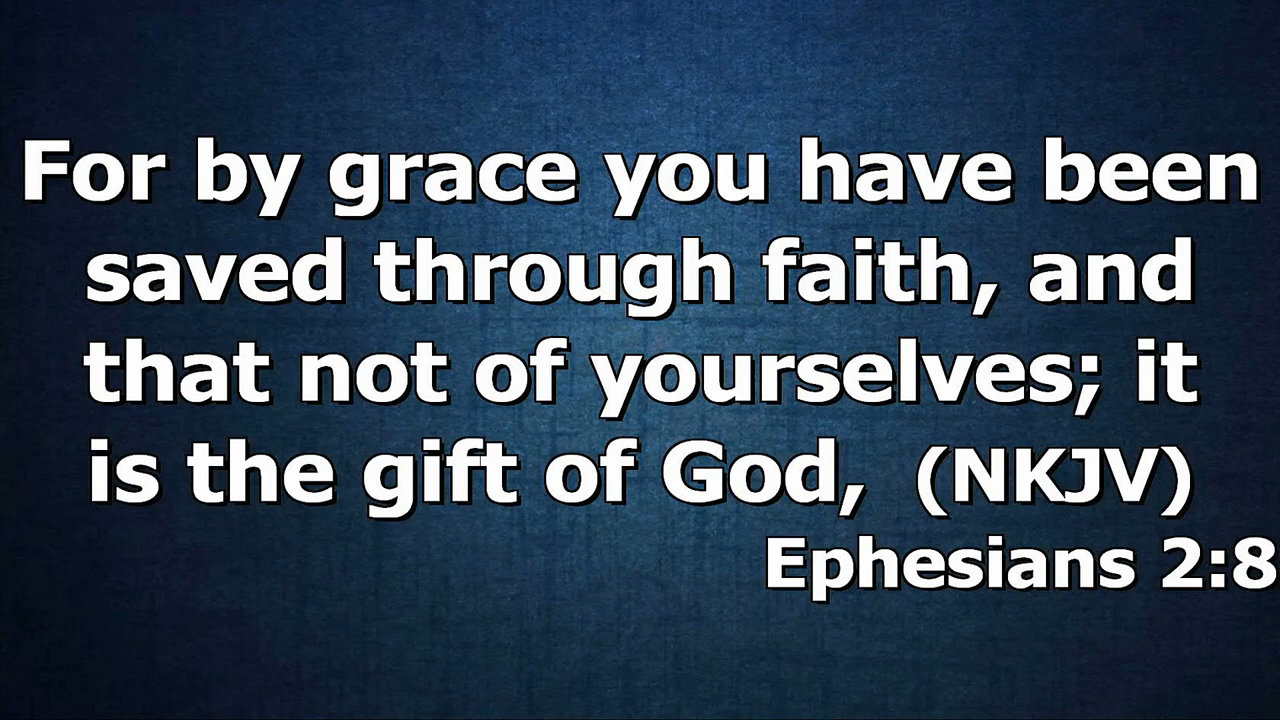 For by grace you have been
saved through faith, and
that not of yourselves; it
is the gift of God,  (NKJV)
Ephesians 2:8